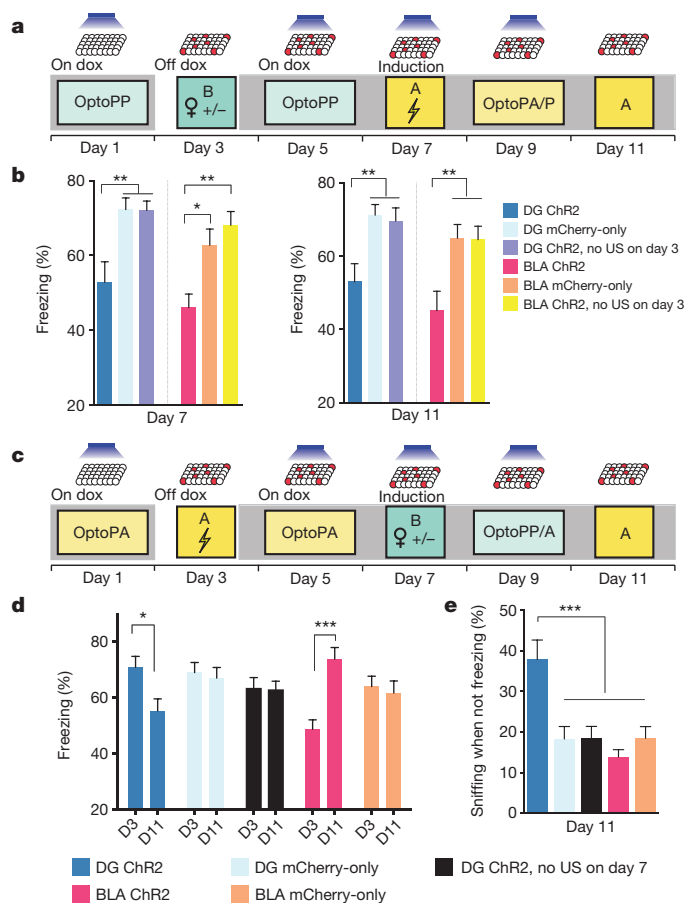 a
On dox Off dox On dox Induction
OptoPP
B
♀ +/–
OptoPP
A
OptoPA/P
A
Day 1 Day 3 Day 5 Day 7 Day 9 Day 11
b
Freezing (%)
80
60
40
20
**
*
**
Day 7
Freezing (%)
80
60
40
20
**
**
Day 11
DG ChR2
DG mCherry-only
DG ChR2, no US on day 3
BLA ChR2
BLA mCherry-only
BLA ChR2, no US on day 3
c
On dox Off dox On dox Induction
OptoPA
A
OptoPA
B
♀ +/–
OptoPP/A
A
Day 1 Day 3 Day 5 Day 7 Day 9 Day 11
d
Freezing (%)
80
60
40
20
*
***
D3 D11 D3 D11 D3 D11 D3 D11 D3 D11
e
Sniffing when not freezing (%)
50
40
30
20
10
0
***
Day 11
DG ChR2
DG mCherry-only
DG ChR2, no US on day 7
BLA ChR2
BLA mCherry-only